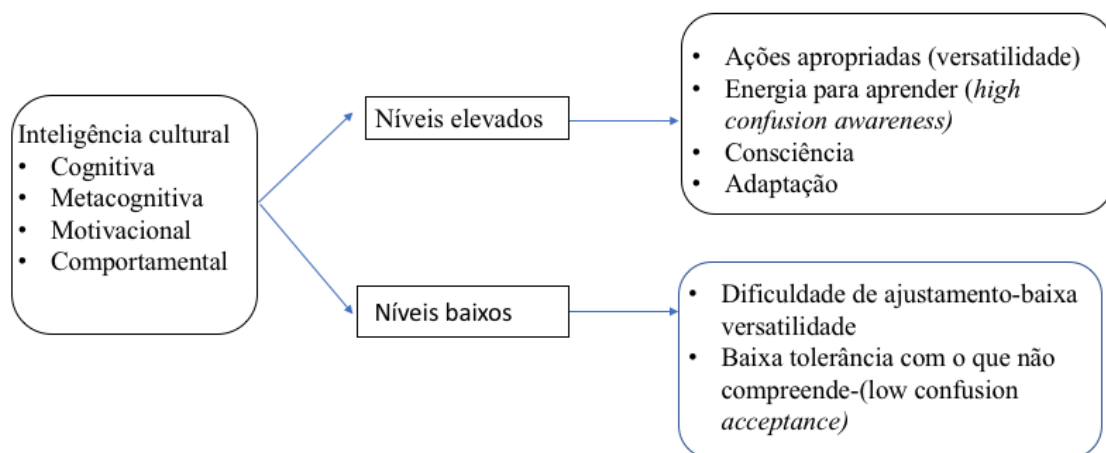 Inteligência cultural
• Cognitiva
• Metacognitiva
• Motivacional
• Comportamental
Níveis elevados
• Ações apropriadas (versatilidade)
• Energia para aprender (high
confusion awareness)
• Consciência
• Adaptação
Níveis baixos
• Dificuldade de ajustamento-baixa
versatilidade
• Baixa tolerância com o que não
compreende-(low confusion
acceptance)